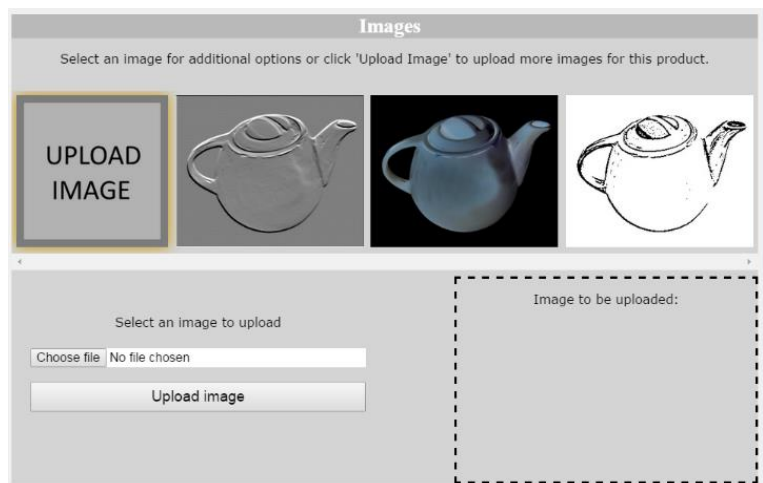 Images
Select an image for additional options or click 'Upload Image' to upload more images for this product.
UPLOAD
IMAGE
Image to be uploaded:
Select an image to upload
Choose file No file chosen
Upload image